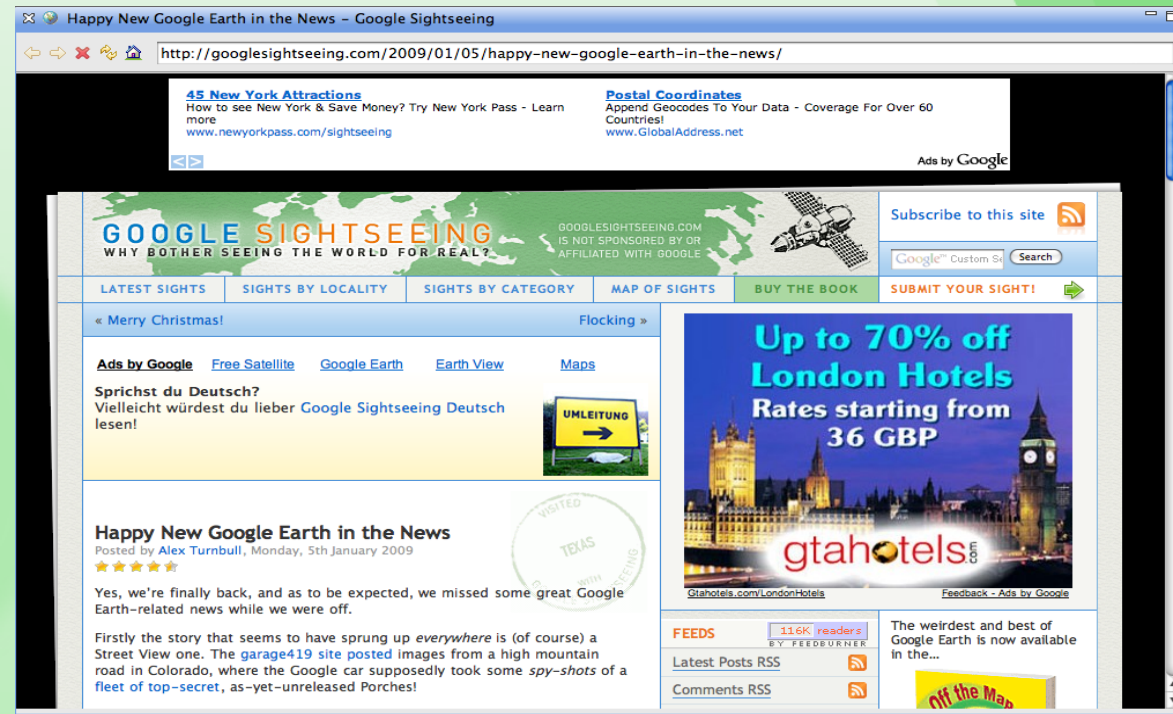 Happy New Google Earth in the News – Google Sightseeing
http://googlesightseeing.com/2009/01/05/happy-new-google-earth-in-the-news/
45 New York Attractions
How to see New York & Save Money? Try New York Pass - Learn
more
www.newyorkpass.com/sightseeing
Postal Coordinates
Append Geocodes To Your Data - Coverage For Over 60
Countries!
www.GlobalAddress.net
Ads by Google
GOOGLE SIGHTSEEING
WHY BOTHER SEEING THE WORLD FOR REAL?
GOOGLESIGHTSEEING.COM
IS NOT SPONSORED BY OR
AFFILIATED WITH GOOGLE
Subscribe to this site
Google™ Custom Se
Search
LATEST SIGHTS
SIGHTS BY LOCALITY
SIGHTS BY CATEGORY
MAP OF SIGHTS
BUY THE BOOK
SUBMIT YOUR SIGHT!
« Merry Christmas!
Flocking »
Ads by Google
Free Satellite
Google Earth
Earth View
Maps
Sprichst du Deutsch?
Vielleicht würdest du lieber Google Sightseeing Deutsch
lesen!
UMLEITUNG
Happy New Google Earth in the News
Posted by Alex Turnbull, Monday, 5th January 2009
VISITED
TEXAS
WITH
SEEING
Yes, we're finally back, and as to be expected, we missed some great Google
Earth-related news while we were off.
Firstly the story that seems to have sprung up everywhere is (of course) a
Street View one. The garage419 site posted images from a high mountain
road in Colorado, where the Google car supposedly took some spy-shots of a
fleet of top-secret, as-yet-unreleased Porches!
Up to 70% off
London Hotels
Rates starting from
36 GBP
gtahotels.com
Gtahotels.com/LondonHotels
Feedback - Ads by Google
FEEDS
116K readers
BY FEEDBURNER
Latest Posts RSS
Comments RSS
The weirdest and best of
Google Earth is now available
in the...
Off the Map